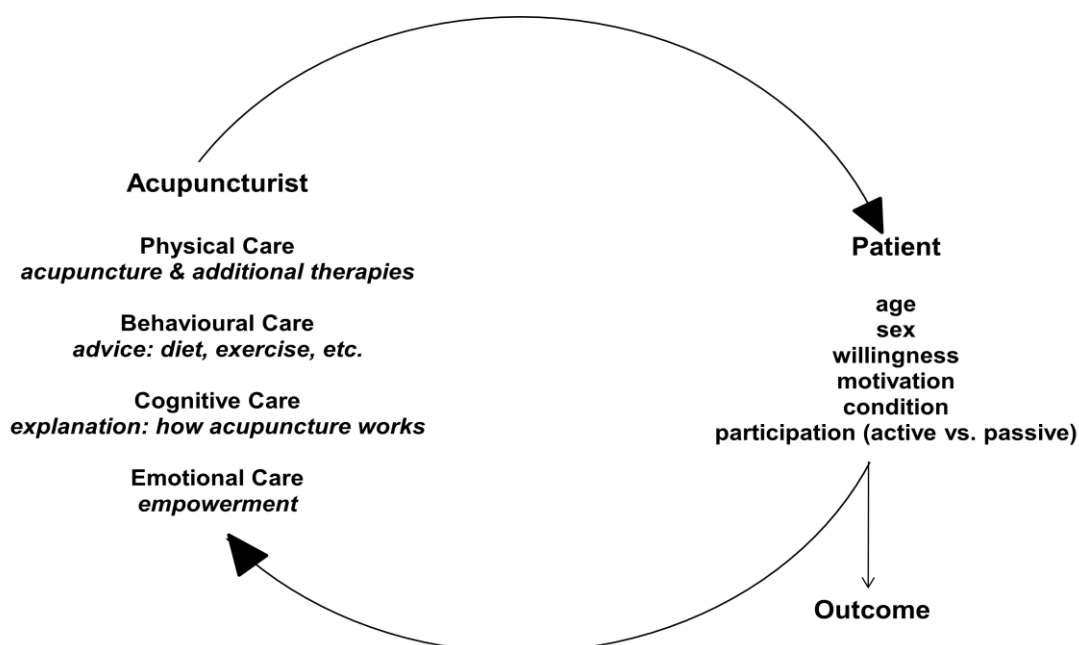 Acupuncturist
Physical Care
acupuncture & additional therapies
Behavioural Care
advice: diet, exercise, etc.
Cognitive Care
explanation: how acupuncture works
Emotional Care
empowerment
Patient
age
sex
willingness
motivation
condition
participation (active vs. passive)
Outcome